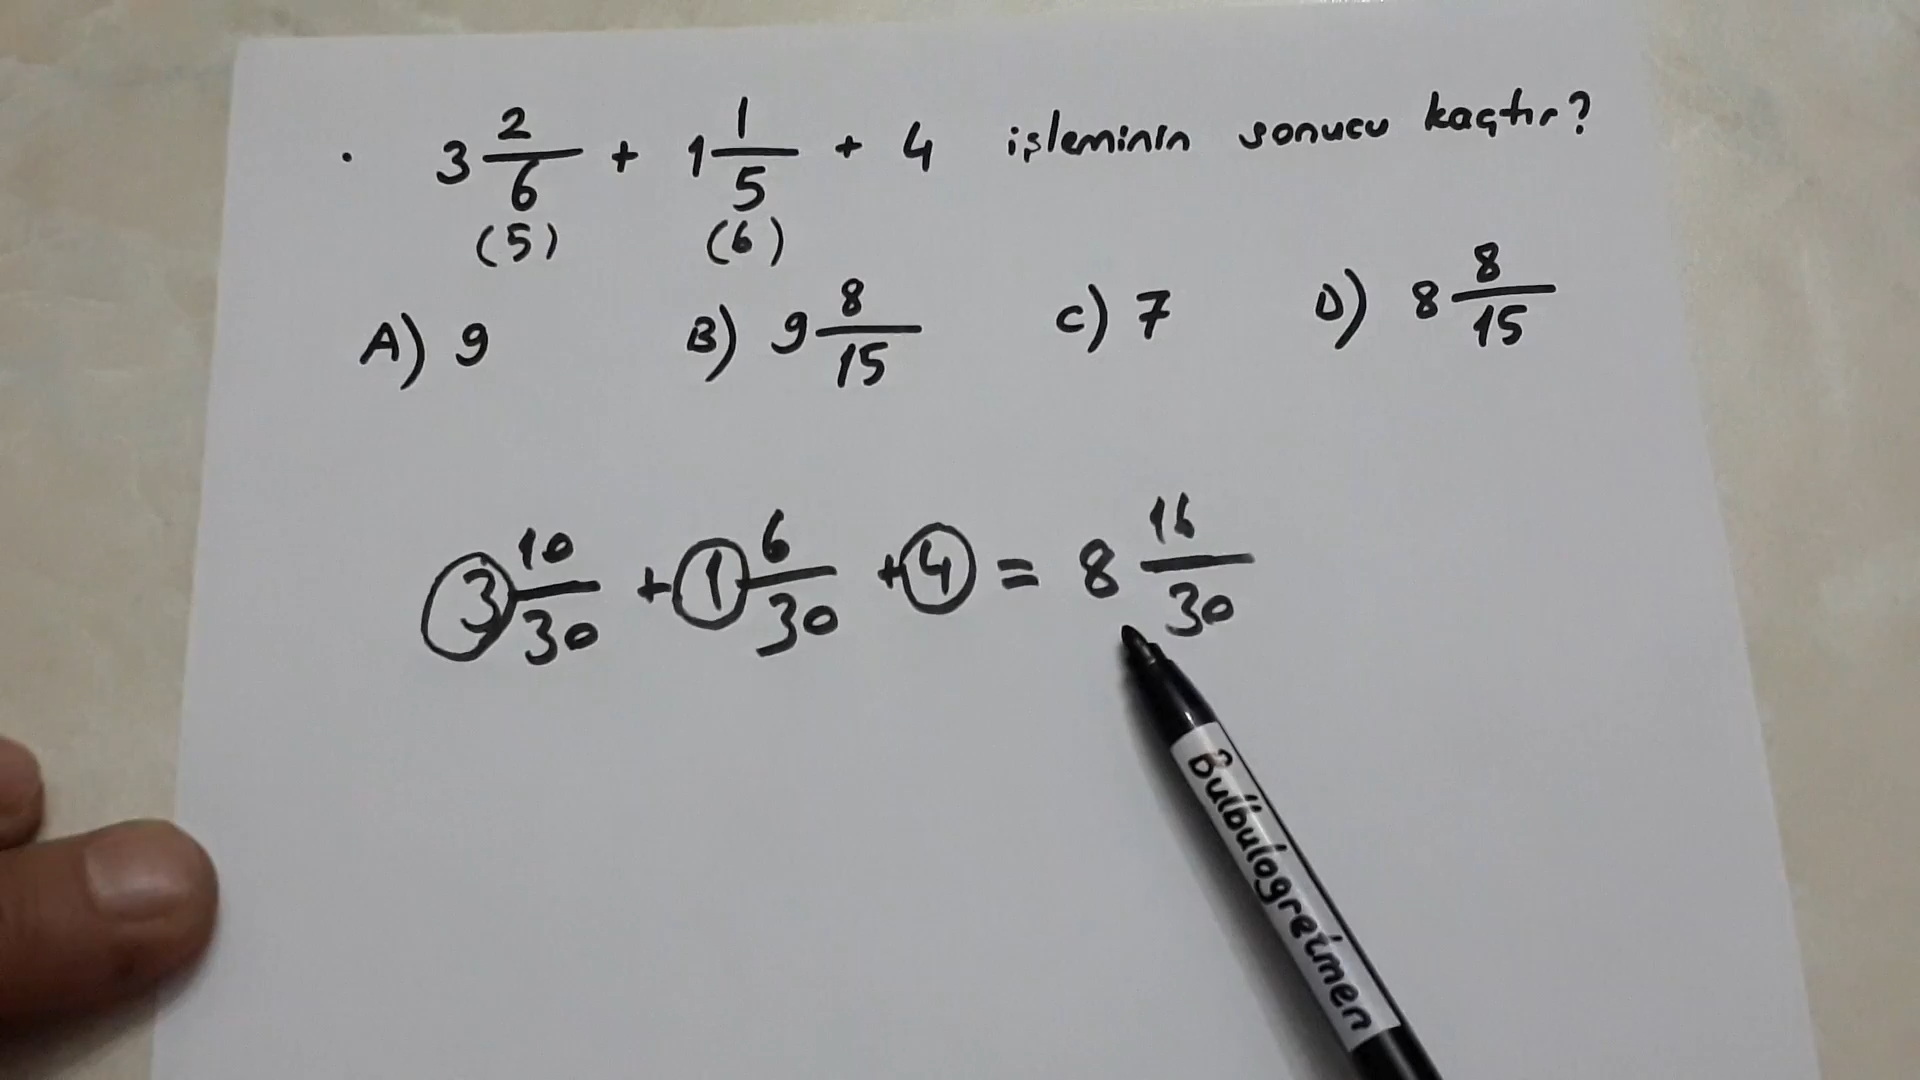 . 3 2/6 + 1 1/5 + 4 işleminin sonucu kaçtır?
(5) (6)
A) 9 B) 9 8/15 C) 7 D) 8 8/15
3 10/30 + 1 6/30 + 4 = 8 16/30
Bulbulogretmen